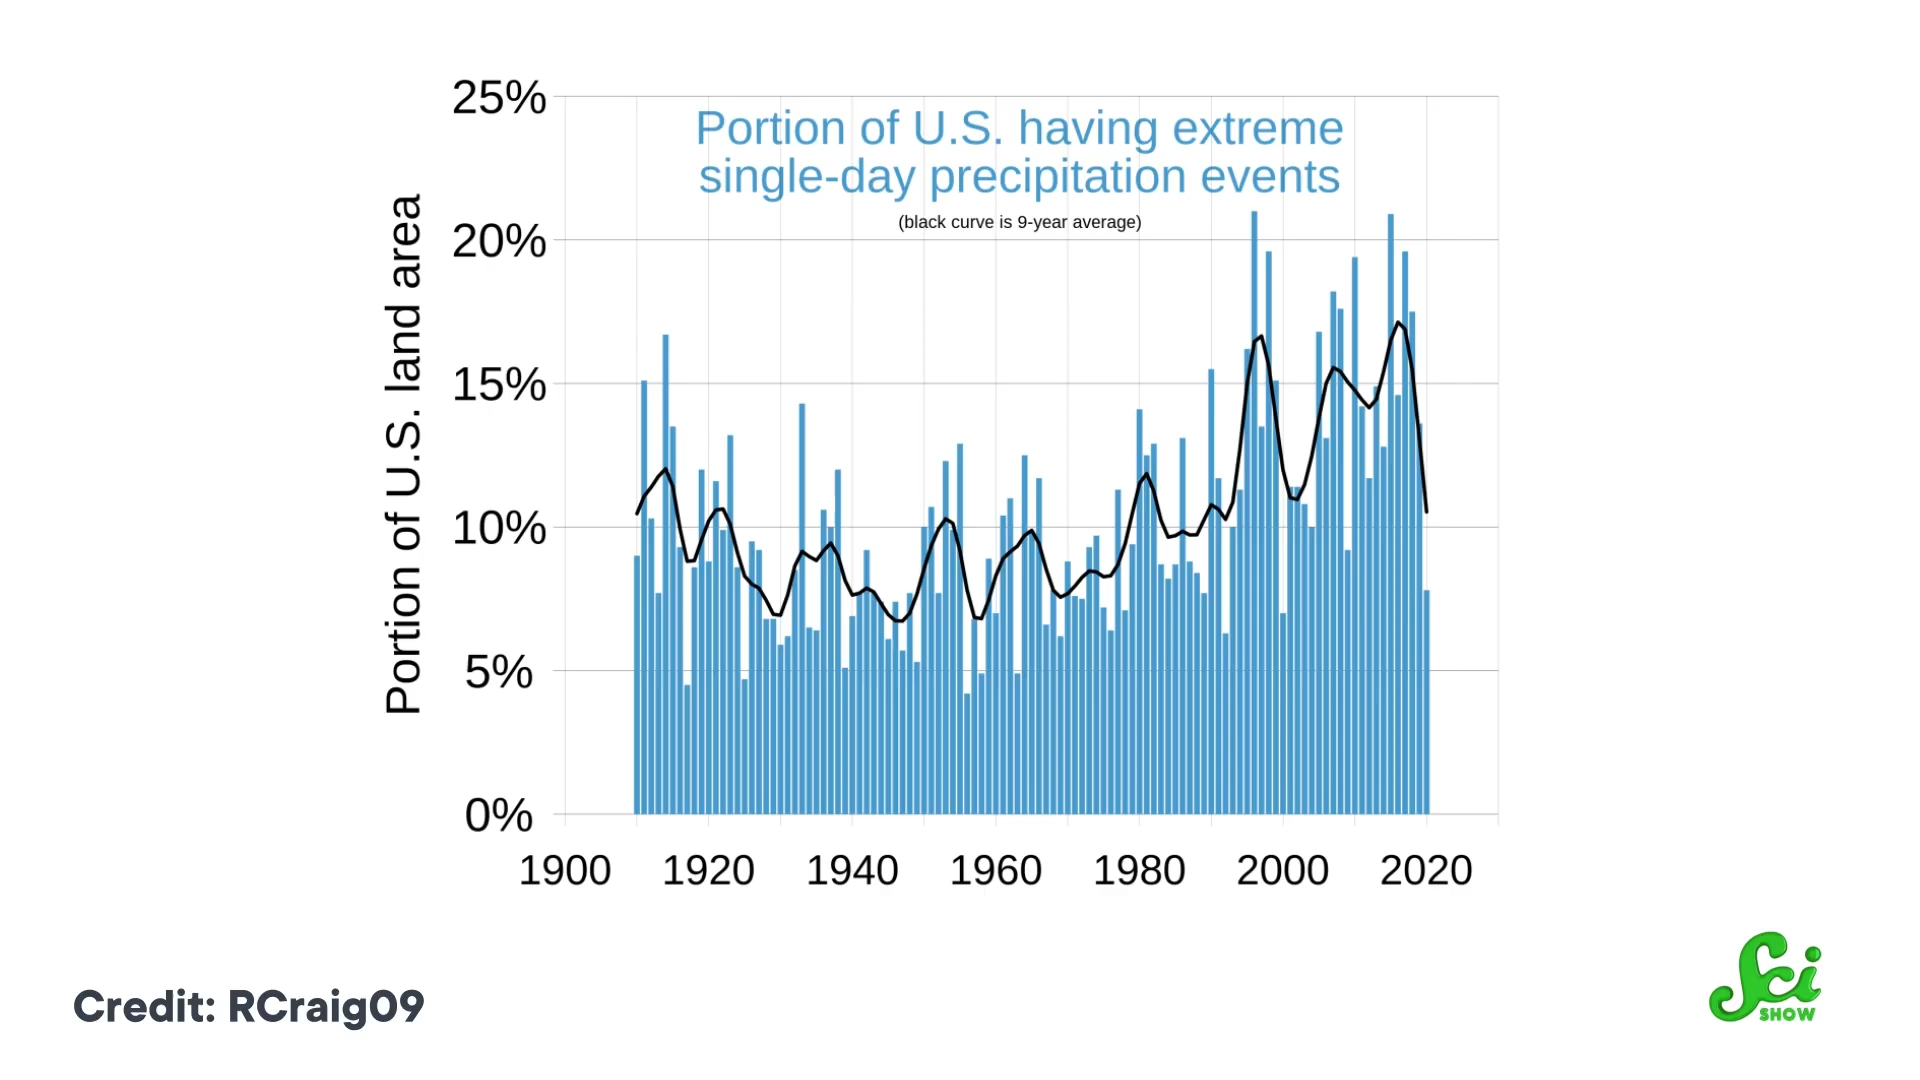 Portion of U.S. having extreme
single-day precipitation events
(black curve is 9-year average)
Portion of U.S. land area
25%
20%
15%
10%
5%
0%
1900 1920 1940 1960 1980 2000 2020
Credit: RCraig09
Sci
SHOW